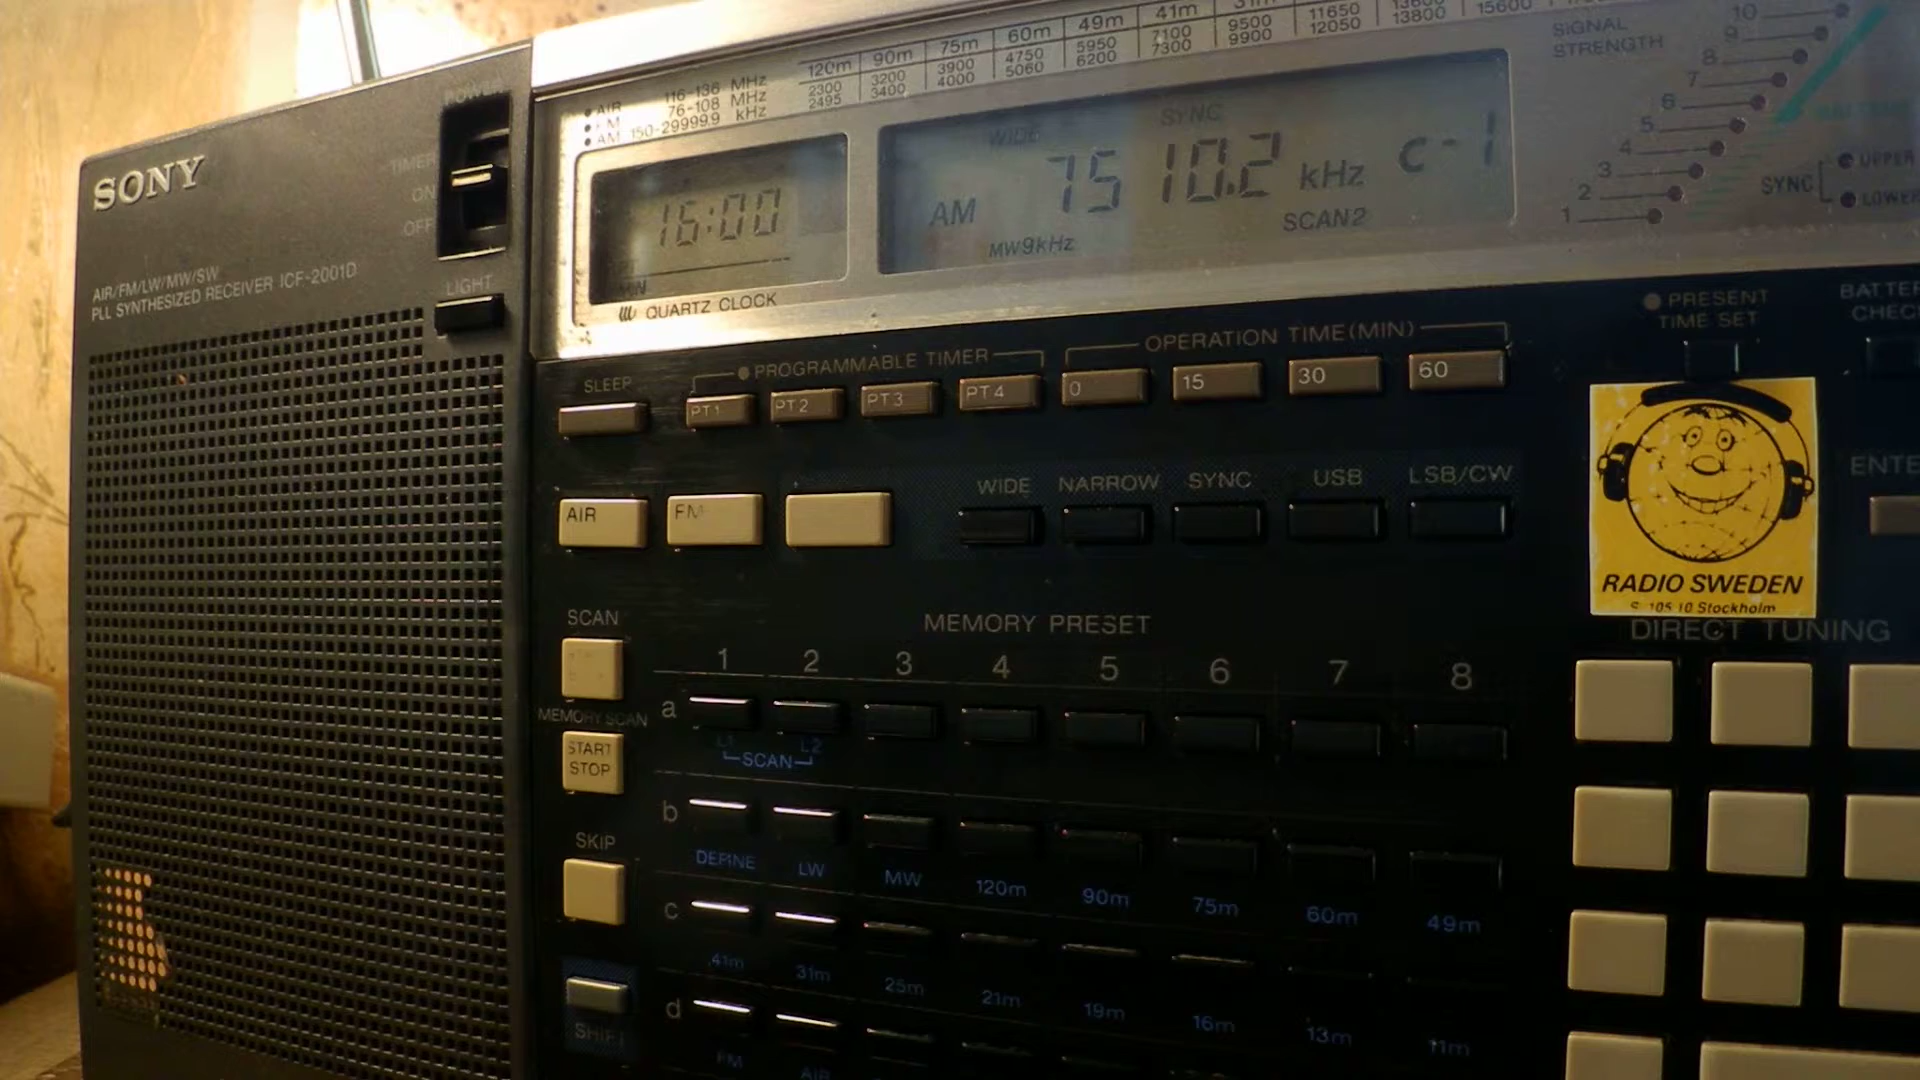 SONY
AIR/FM/LW/MW/SW
PLL SYNTHESIZED RECEIVER ICF-2001D
POWER
TIMER
ON
OFF
LIGHT
AIR 116-136 MHz
FM 76-108 MHz
AM 150-29999.9 kHz
120m 90m 75m 60m 49m 41m 31m
2300 3200 3900 4750 5950 7100 9500 11650 13600
2495 3400 4000 5060 6200 7300 9900 12050 13800 15600
16:00
QUARTZ CLOCK
WIDE SYNC
AM 7510.2 kHz c-1
MW9kHz SCAN2
SIGNAL
STRENGTH
10
9
8
7
6
5
4
3
2
1
SYNC
UPPER
LOWER
SLEEP
PROGRAMMABLE TIMER
PT1 PT2 PT3 PT4
OPERATION TIME(MIN)
0 15 30 60
PRESENT
TIME SET
AIR FM
WIDE NARROW SYNC USB LSB/CW
RADIO SWEDEN
S 105 10 Stockholm
DIRECT TUNING
SCAN
MEMORY SCAN
START
STOP
SKIP
SHIFT
MEMORY PRESET
1 2 3 4 5 6 7 8
a
L1 L2
SCAN
b
DEFINE LW MW 120m 90m 75m 60m 49m
c
41m 31m 25m 21m 19m 16m 13m 11m
d
FM AIR